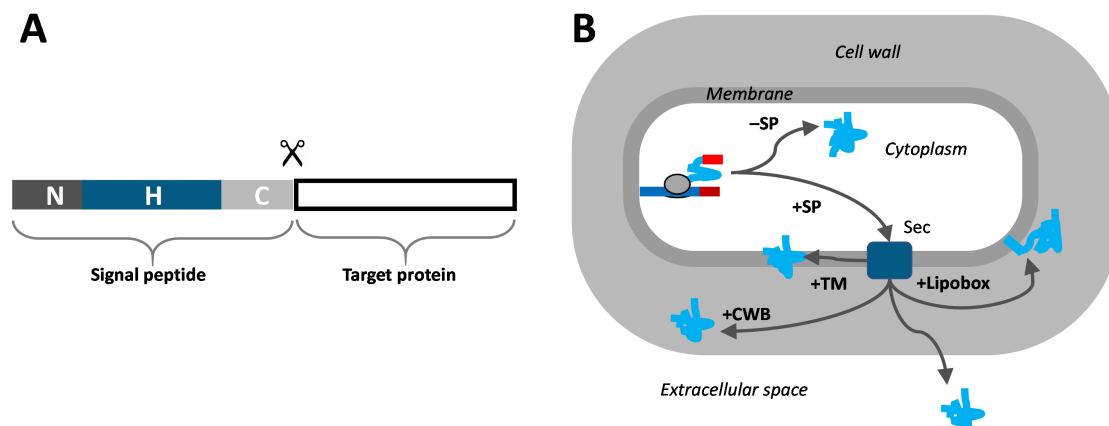 A
N H C
Signal peptide
Target protein
B
Cell wall
Membrane
–SP
Cytoplasm
+SP
Sec
+TM
+Lipobox
+CWB
Extracellular space